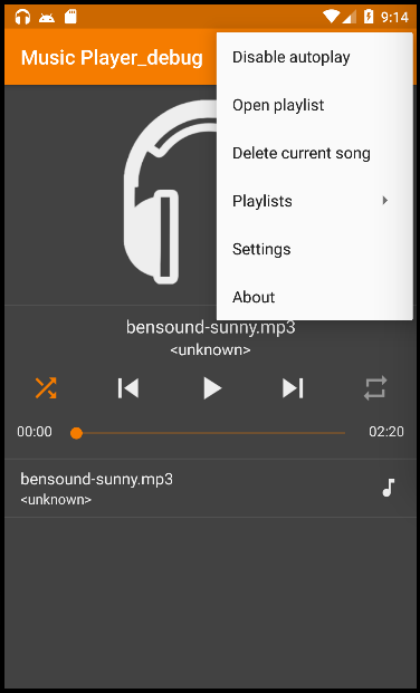 9:14
Music Player_debug
Disable autoplay
Open playlist
Delete current song
Playlists
Settings
About
bensound-sunny.mp3
<unknown>
00:00
02:20
bensound-sunny.mp3
<unknown>